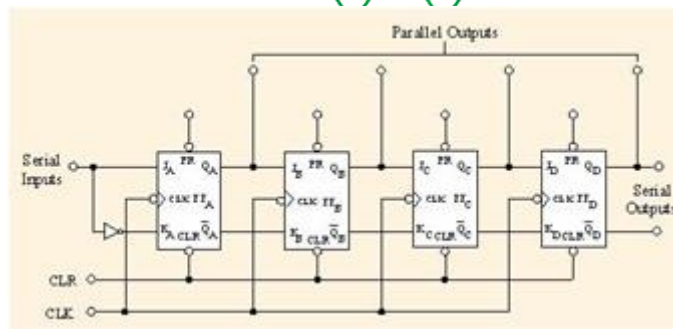 Parallel Outputs
Serial Inputs
J_A PR Q_A
CLK FF_A
K_A CLR Q̅_A
J_B PR Q_B
CLK FF_B
K_B CLR Q̅_B
J_C PR Q_C
CLK FF_C
K_C CLR Q̅_C
J_D PR Q_D
CLK FF_D
K_D CLR Q̅_D
Serial Outputs
CLR
CLK